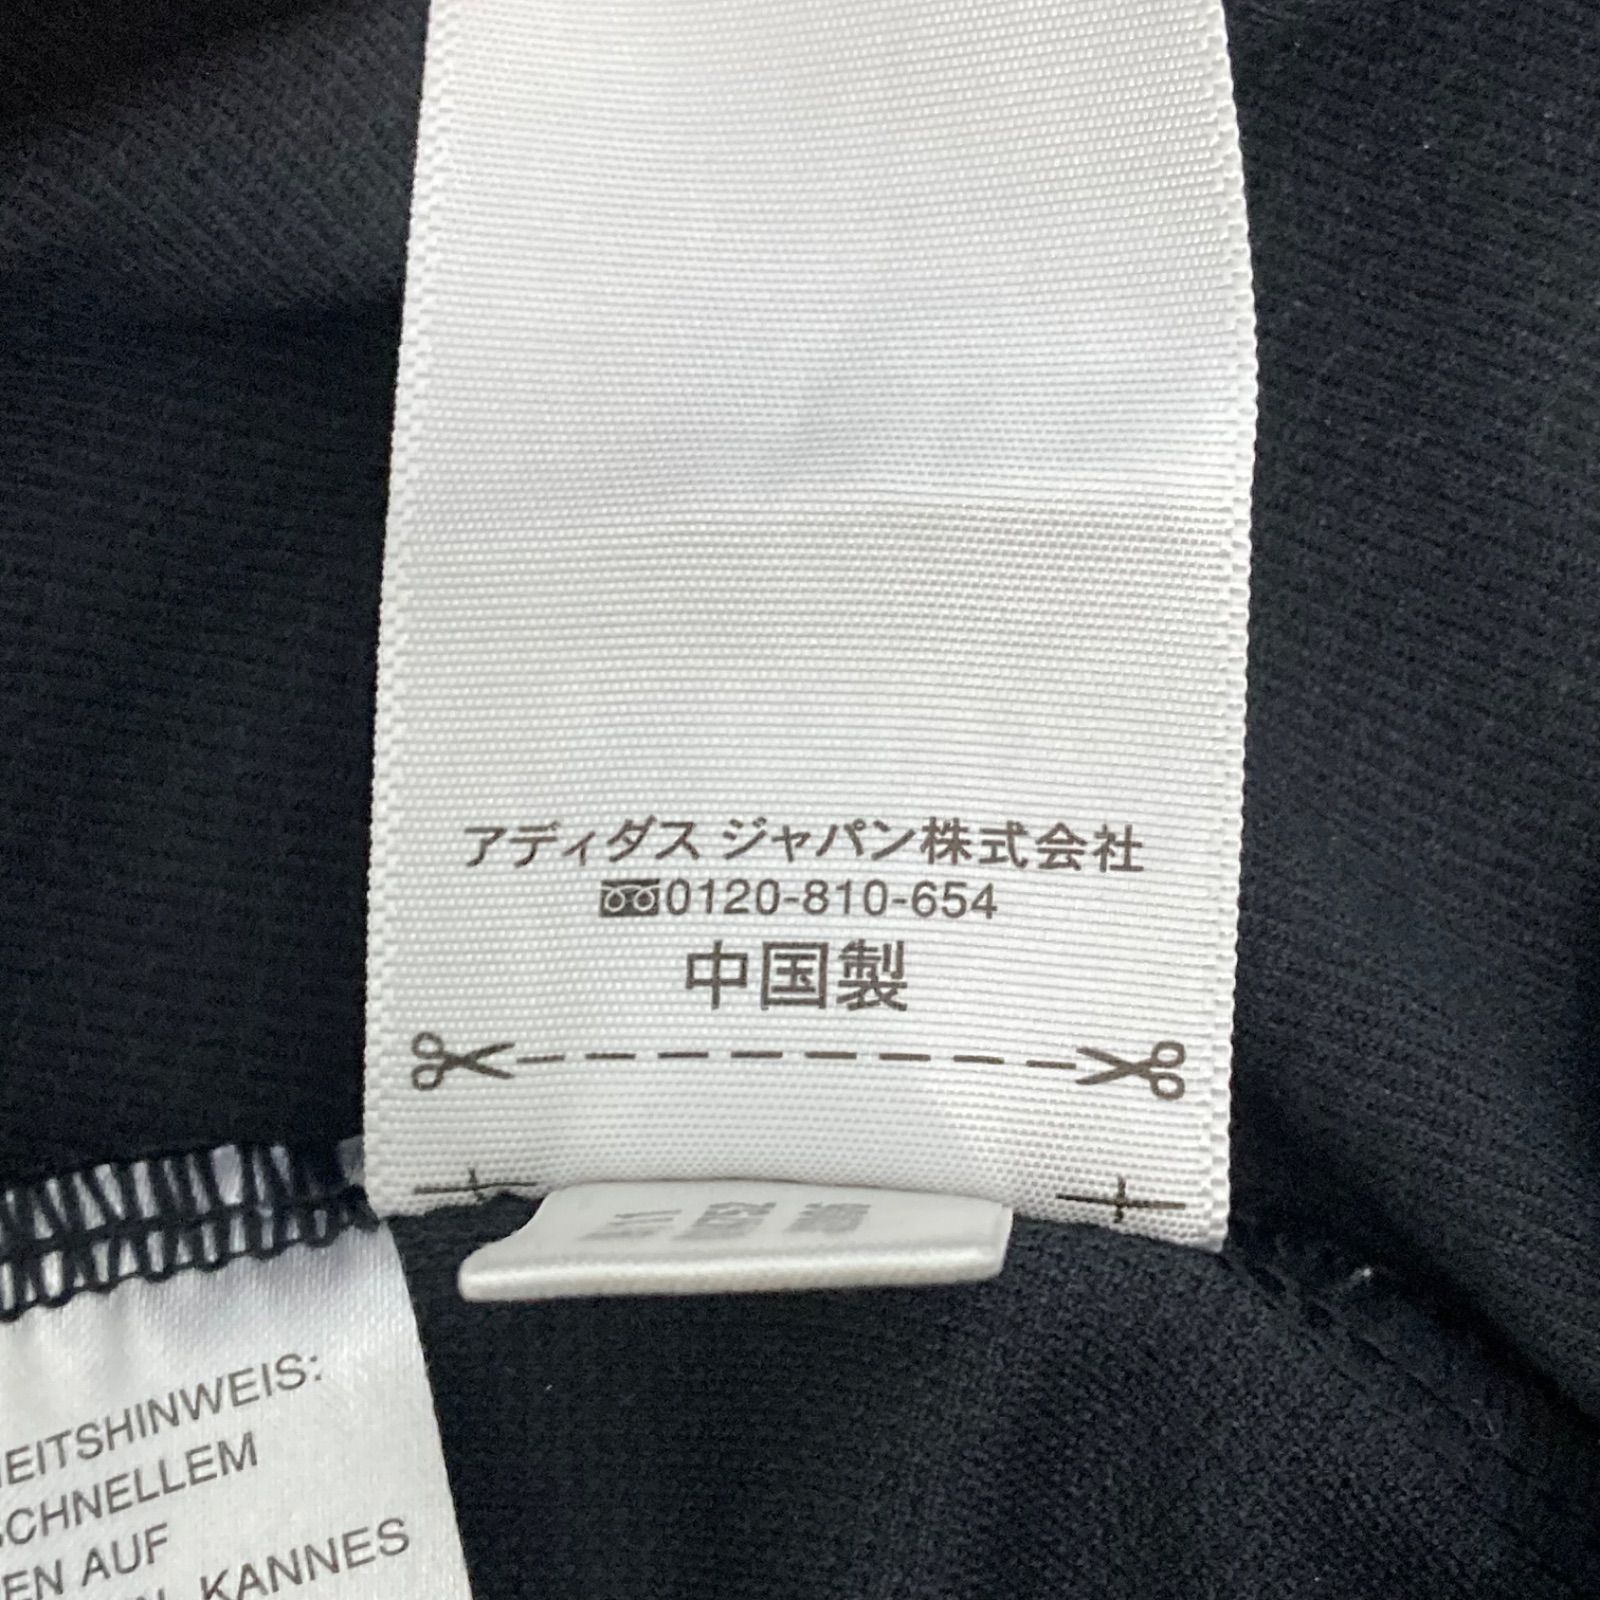 アディダス ジャパン株式会社
0120-810-654
中国製
EITSHINWEIS:
SCHNELLEM
EN AUF
KANNES